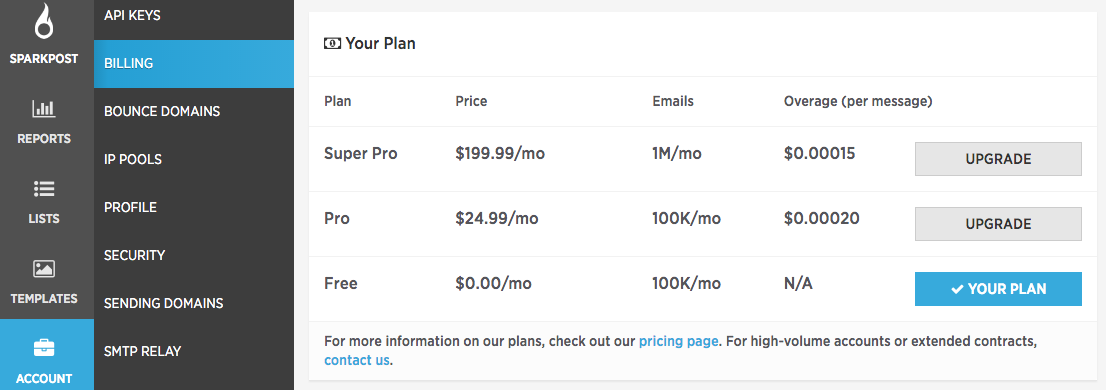 SPARKPOST
REPORTS
LISTS
TEMPLATES
ACCOUNT
API KEYS
BILLING
BOUNCE DOMAINS
IP POOLS
PROFILE
SECURITY
SENDING DOMAINS
SMTP RELAY
Your Plan
Plan Price Emails Overage (per message)
Super Pro $199.99/mo 1M/mo $0.00015 UPGRADE
Pro $24.99/mo 100K/mo $0.00020 UPGRADE
Free $0.00/mo 100K/mo N/A YOUR PLAN
For more information on our plans, check out our pricing page. For high-volume accounts or extended contracts,
contact us.